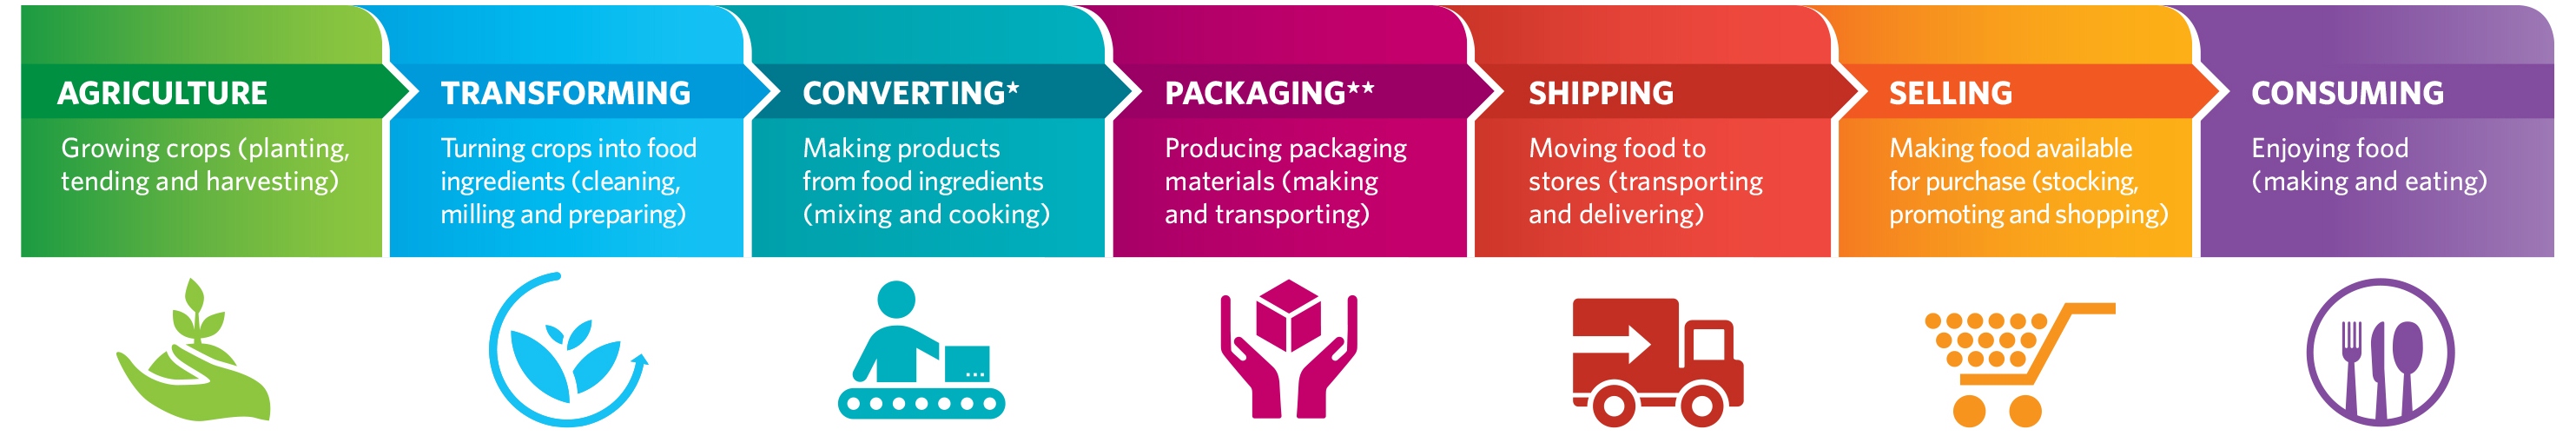 AGRICULTURE
Growing crops (planting,
tending and harvesting)
TRANSFORMING
Turning crops into food
ingredients (cleaning,
milling and preparing)
CONVERTING*
Making products
from food ingredients
(mixing and cooking)
PACKAGING**
Producing packaging
materials (making
and transporting)
SHIPPING
Moving food to
stores (transporting
and delivering)
SELLING
Making food available
for purchase (stocking,
promoting and shopping)
CONSUMING
Enjoying food
(making and eating)